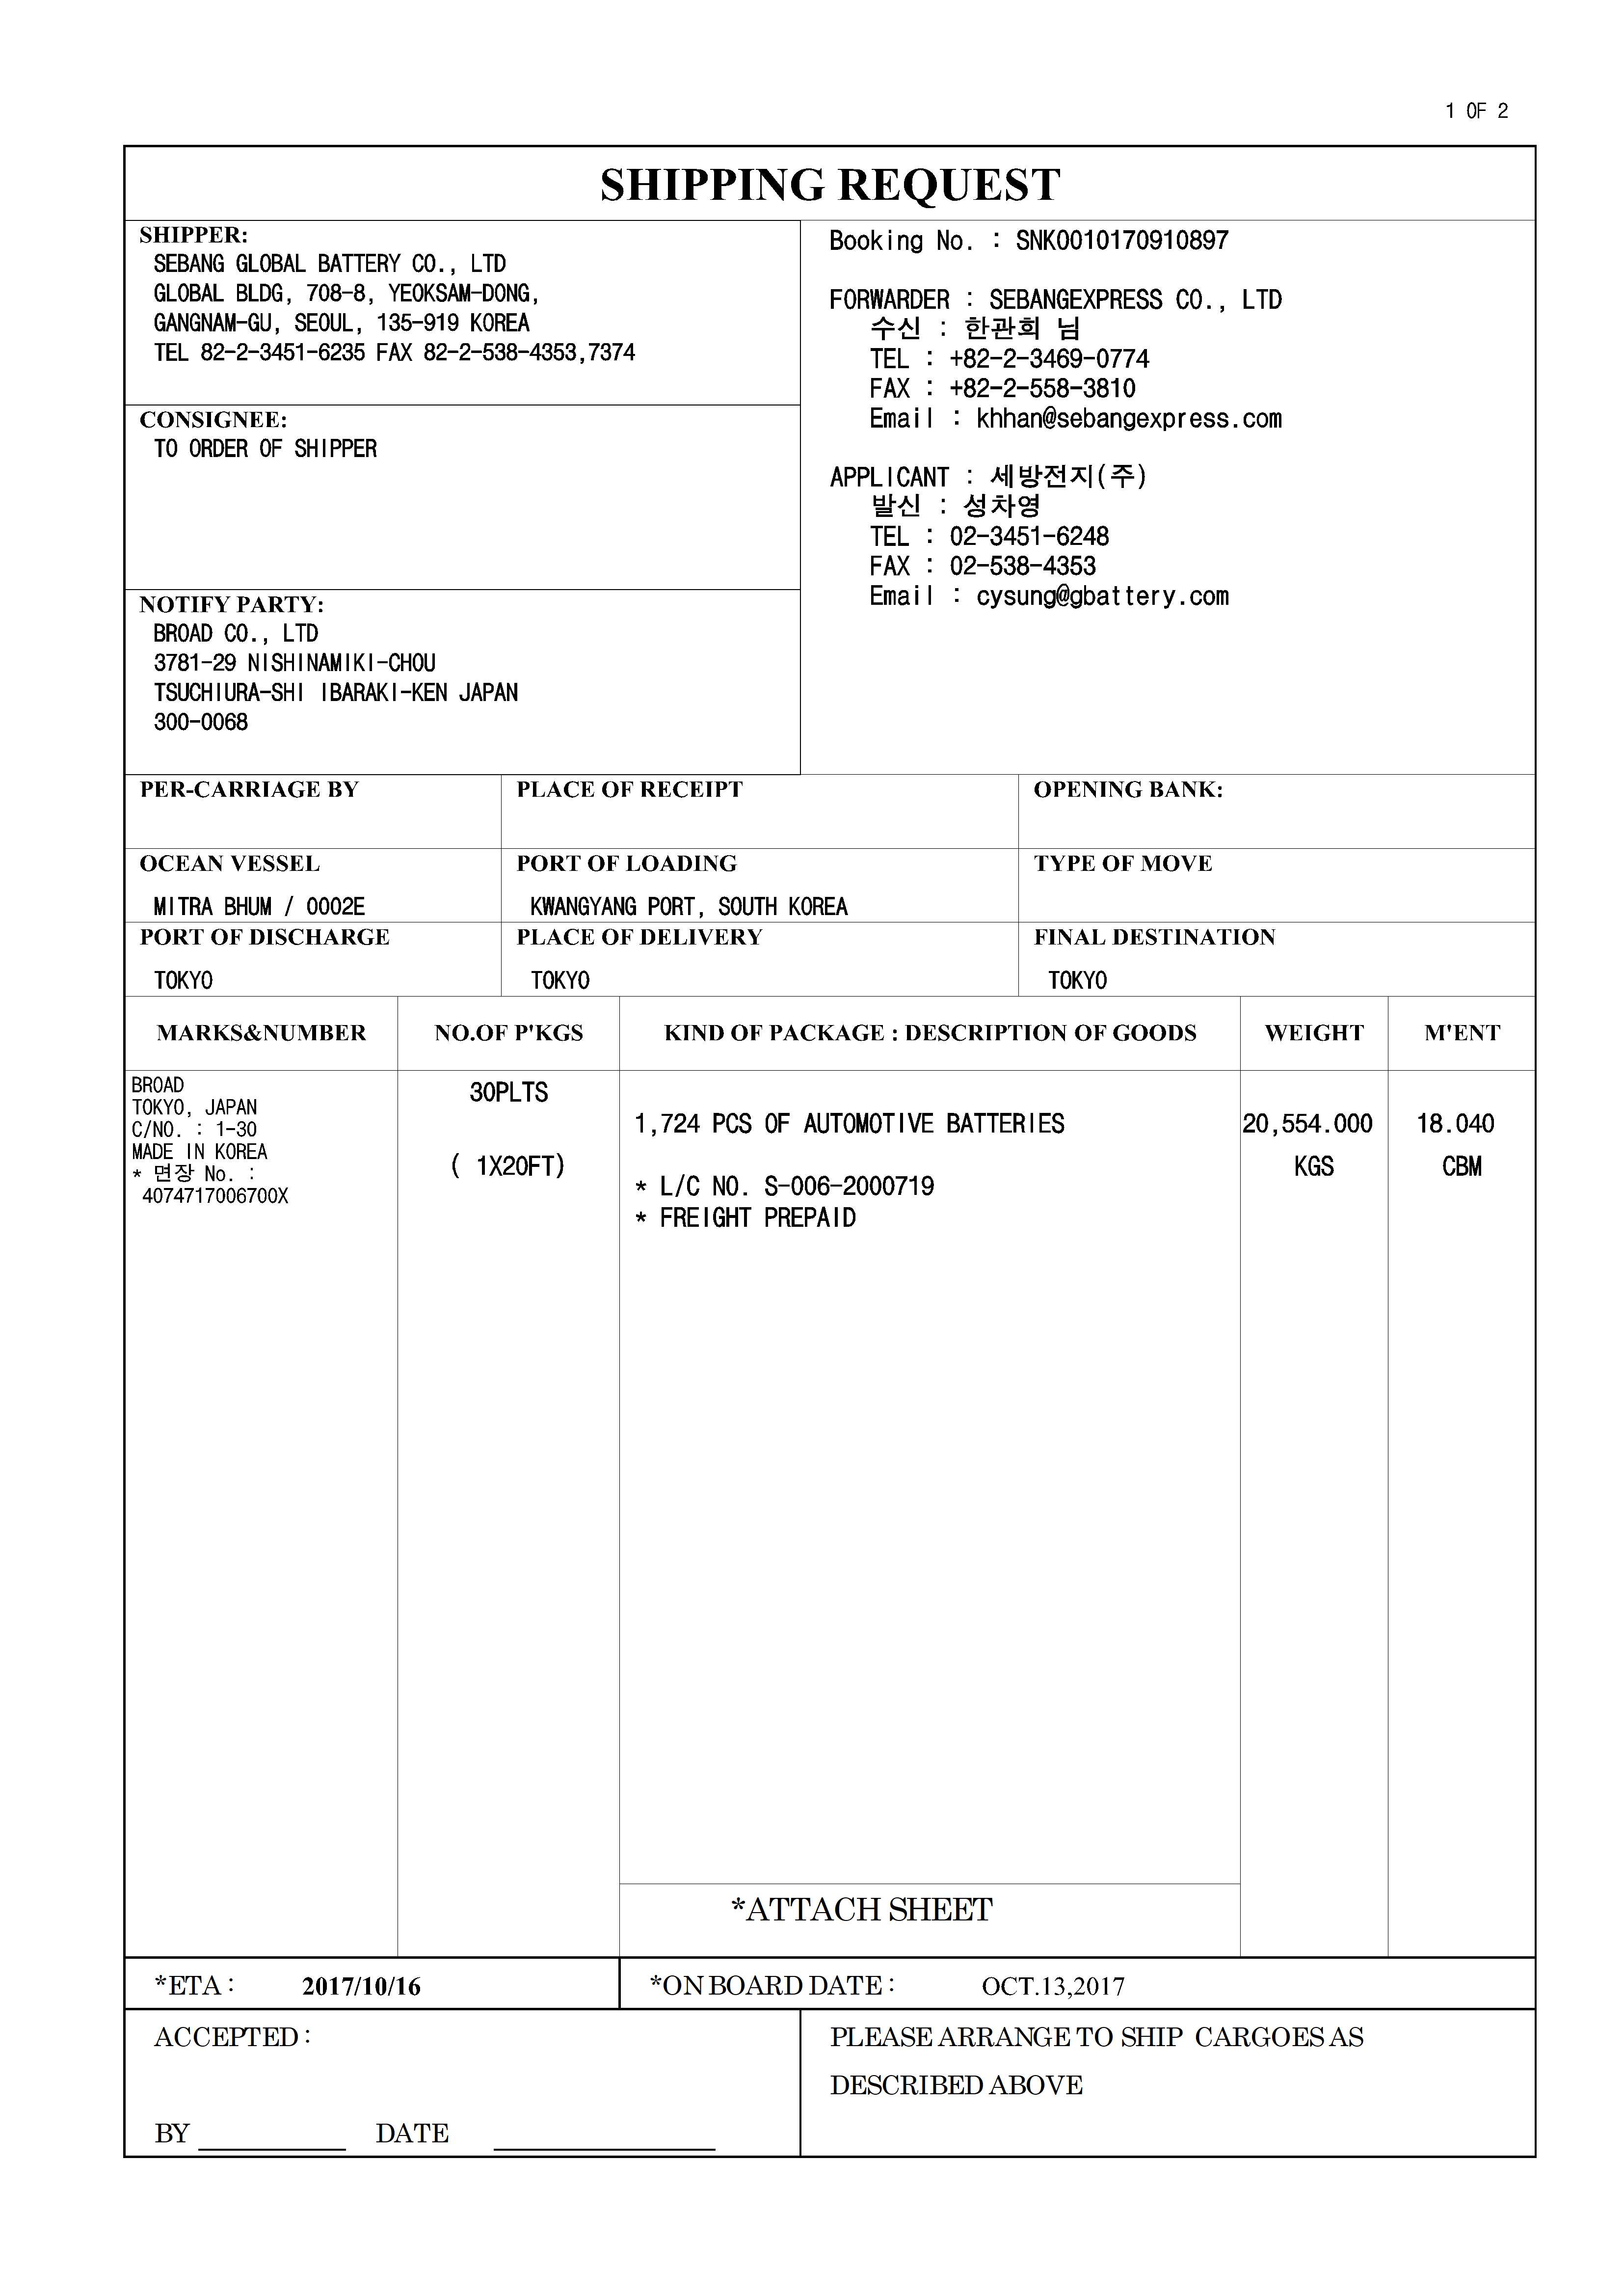 1 OF 2
SHIPPING REQUEST
SHIPPER:
SEBANG GLOBAL BATTERY CO., LTD
GLOBAL BLDG, 708-8, YEOKSAM-DONG,
GANGNAM-GU, SEOUL, 135-919 KOREA
TEL 82-2-3451-6235 FAX 82-2-538-4353,7374
CONSIGNEE:
TO ORDER OF SHIPPER
NOTIFY PARTY:
BROAD CO., LTD
3781-29 NISHINAMIKI-CHOU
TSUCHIURA-SHI IBARAKI-KEN JAPAN
300-0068
Booking No. : SNK0010170910897
FORWARDER : SEBANGEXPRESS CO., LTD
수신 : 한관희 님
TEL : +82-2-3469-0774
FAX : +82-2-558-3810
Email : khhan@sebangexpress.com
APPLICANT : 세방전지(주)
발신 : 성차영
TEL : 02-3451-6248
FAX : 02-538-4353
Email : cysung@gbattery.com
PER-CARRIAGE BY
PLACE OF RECEIPT
OPENING BANK:
OCEAN VESSEL
MITRA BHUM / 0002E
PORT OF LOADING
KWANGYANG PORT, SOUTH KOREA
TYPE OF MOVE
PORT OF DISCHARGE
TOKYO
PLACE OF DELIVERY
TOKYO
FINAL DESTINATION
TOKYO
MARKS&NUMBER
NO.OF P'KGS
KIND OF PACKAGE : DESCRIPTION OF GOODS
WEIGHT
M'ENT
BROAD
TOKYO, JAPAN
C/NO. : 1-30
MADE IN KOREA
* 면장 No. :
4074717006700X
30PLTS
( 1X20FT)
1,724 PCS OF AUTOMOTIVE BATTERIES
* L/C NO. S-006-2000719
* FREIGHT PREPAID
20,554.000
KGS
18.040
CBM
*ATTACH SHEET
*ETA : 2017/10/16
*ON BOARD DATE : OCT.13,2017
ACCEPTED :
BY DATE
PLEASE ARRANGE TO SHIP CARGOES AS
DESCRIBED ABOVE